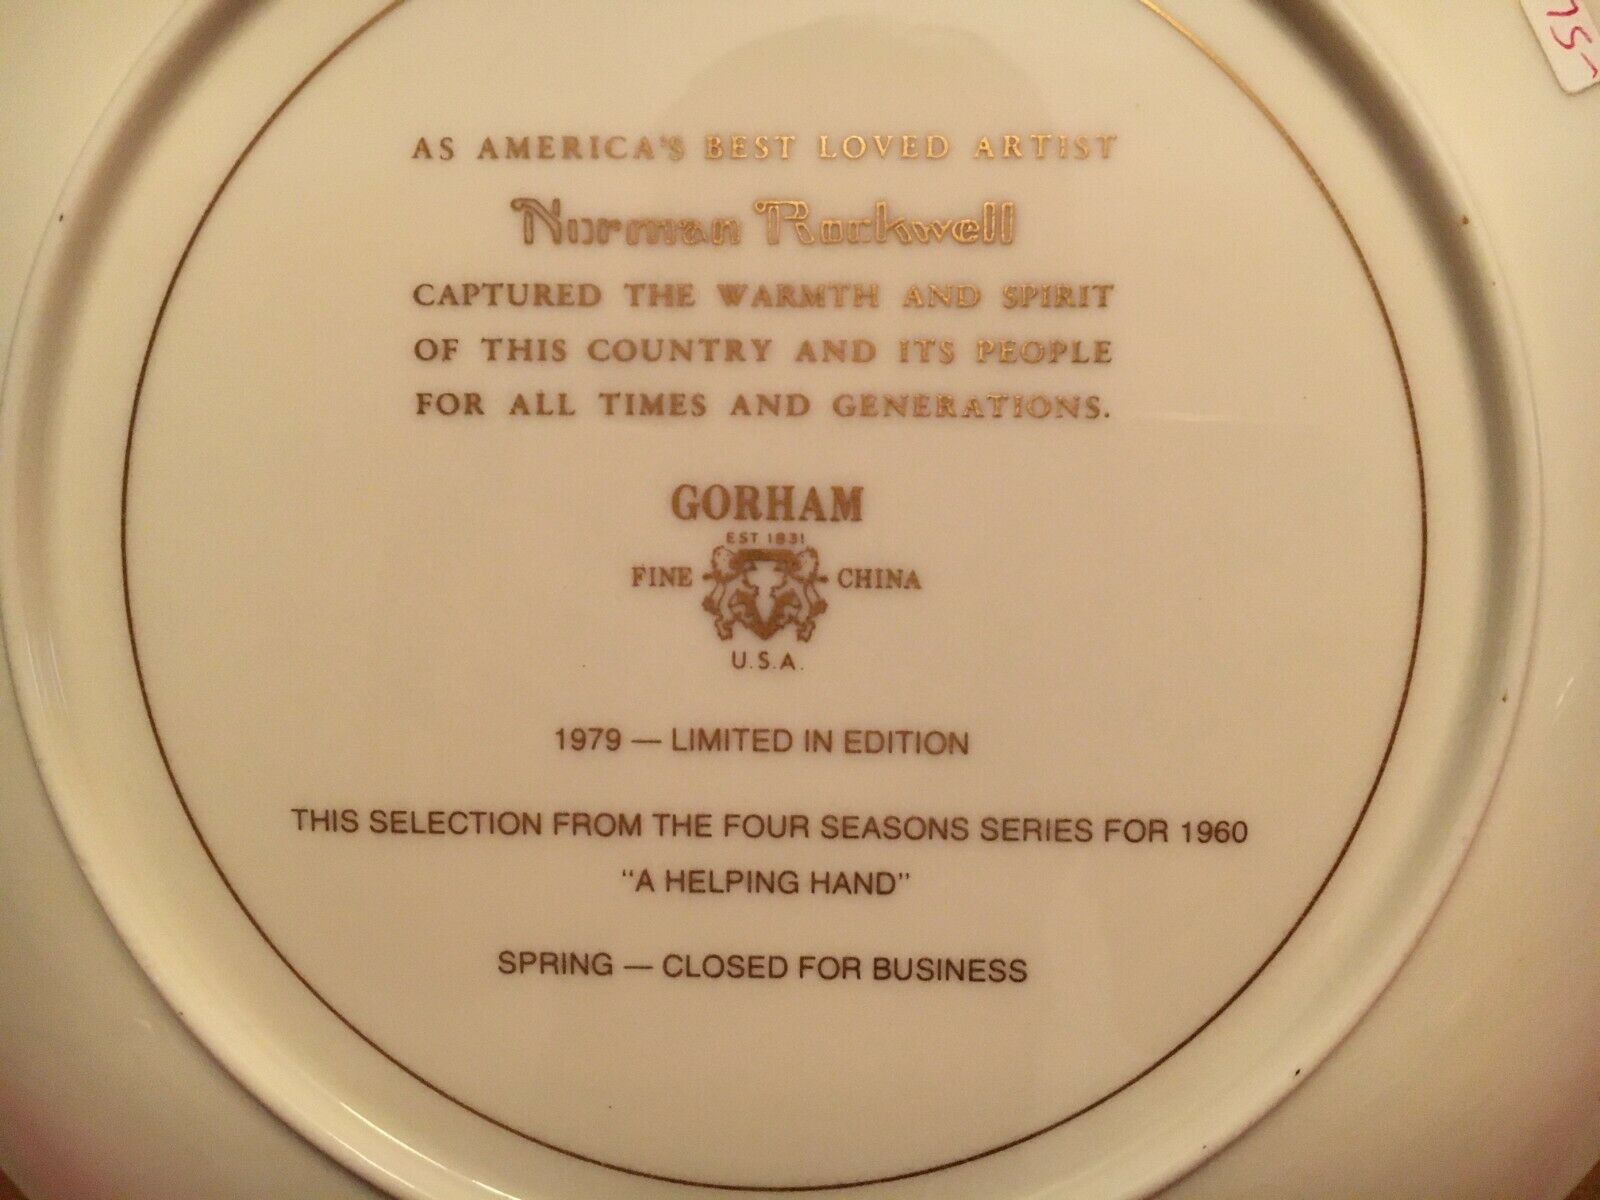 AS AMERICA'S BEST LOVED ARTIST
Norman Rockwell
CAPTURED THE WARMTH AND SPIRIT
OF THIS COUNTRY AND ITS PEOPLE
FOR ALL TIMES AND GENERATIONS.
GORHAM
EST 1831
FINE CHINA
U.S.A.
1979 — LIMITED IN EDITION
THIS SELECTION FROM THE FOUR SEASONS SERIES FOR 1960
"A HELPING HAND"
SPRING — CLOSED FOR BUSINESS